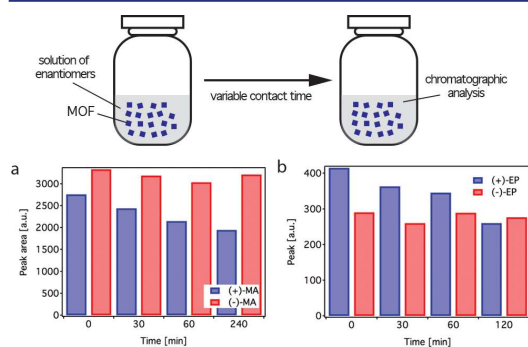 solution of
enantiomers
MOF
variable contact time
chromatographic
analysis
a
Peak area [a.u.]
3000
2500
2000
1500
1000
500
0
0 30 60 240
Time [min]
(+)-MA
(-)-MA
b
Peak [a.u.]
400
300
200
100
0
0 30 60 120
Time [min]
(+)-EP
(-)-EP